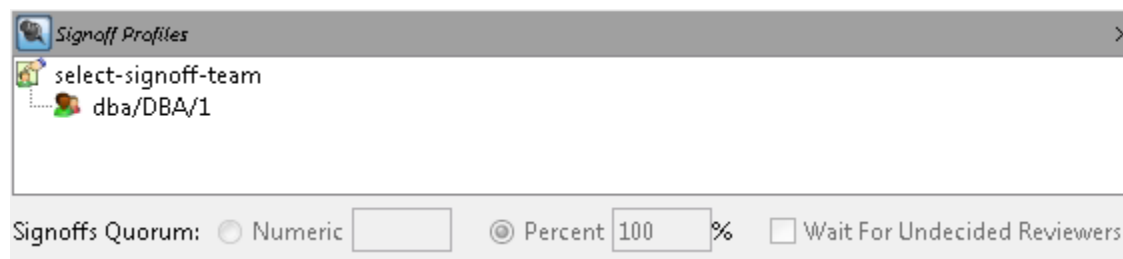 Signoff Profiles
select-signoff-team
dba/DBA/1
Signoffs Quorum: Numeric Percent 100 % Wait For Undecided Reviewers